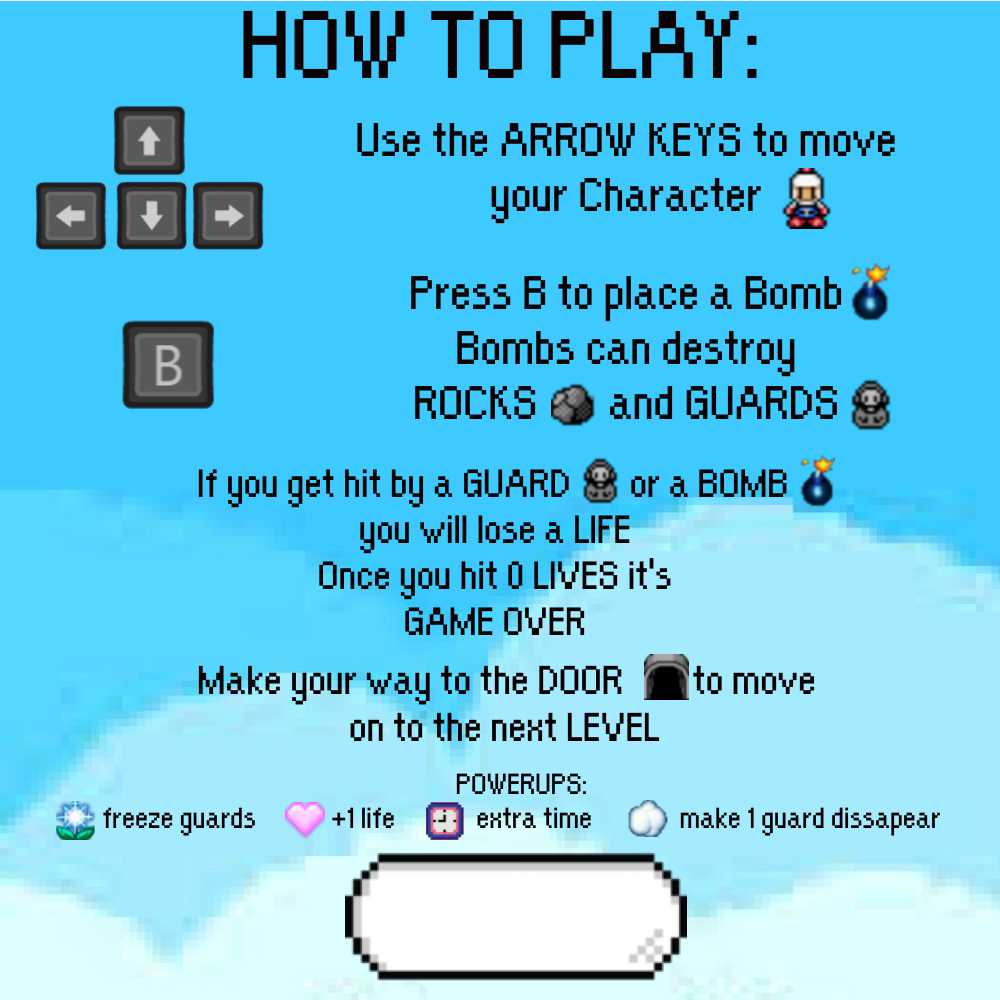 HOW TO PLAY:
Use the ARROW KEYS to move
your Character
Press B to place a Bomb
B
Bombs can destroy
ROCKS and GUARDS
If you get hit by a GUARD or a BOMB
you will lose a LIFE
Once you hit 0 LIVES it's
GAME OVER
Make your way to the DOOR to move
on to the next LEVEL
POWERUPS:
freeze guards +1 life extra time make 1 guard dissapear